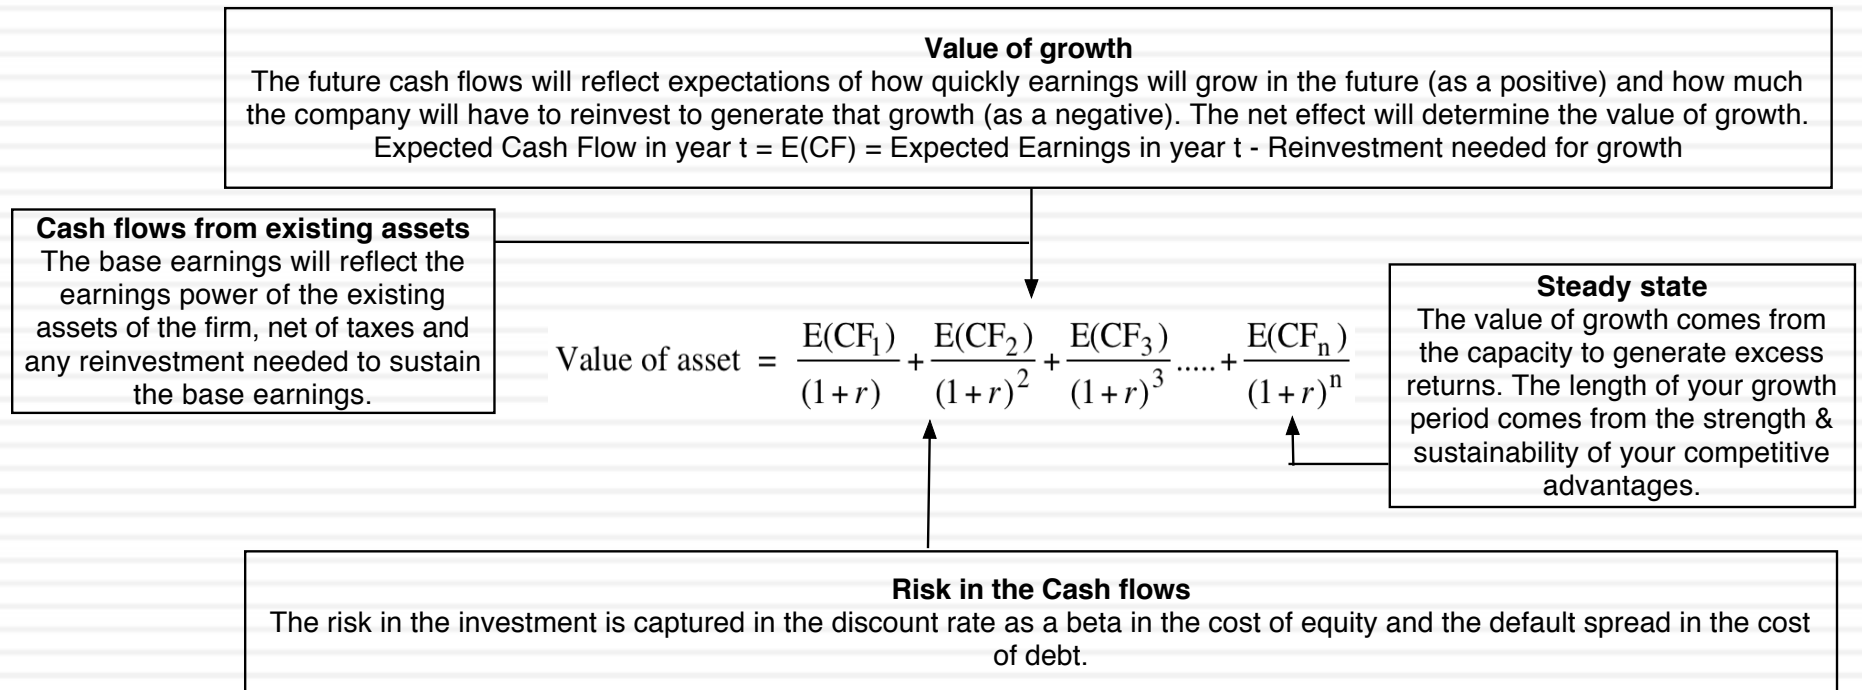 Value of growth
The future cash flows will reflect expectations of how quickly earnings will grow in the future (as a positive) and how much
the company will have to reinvest to generate that growth (as a negative). The net effect will determine the value of growth.
Expected Cash Flow in year t = E(CF) = Expected Earnings in year t - Reinvestment needed for growth
Cash flows from existing assets
The base earnings will reflect the
earnings power of the existing
assets of the firm, net of taxes and
any reinvestment needed to sustain
the base earnings.
Value of asset = E(CF₁)/(1+r) + E(CF₂)/(1+r)² + E(CF₃)/(1+r)³ ..... + E(CFₙ)/(1+r)ⁿ
Steady state
The value of growth comes from
the capacity to generate excess
returns. The length of your growth
period comes from the strength &
sustainability of your competitive
advantages.
Risk in the Cash flows
The risk in the investment is captured in the discount rate as a beta in the cost of equity and the default spread in the cost
of debt.